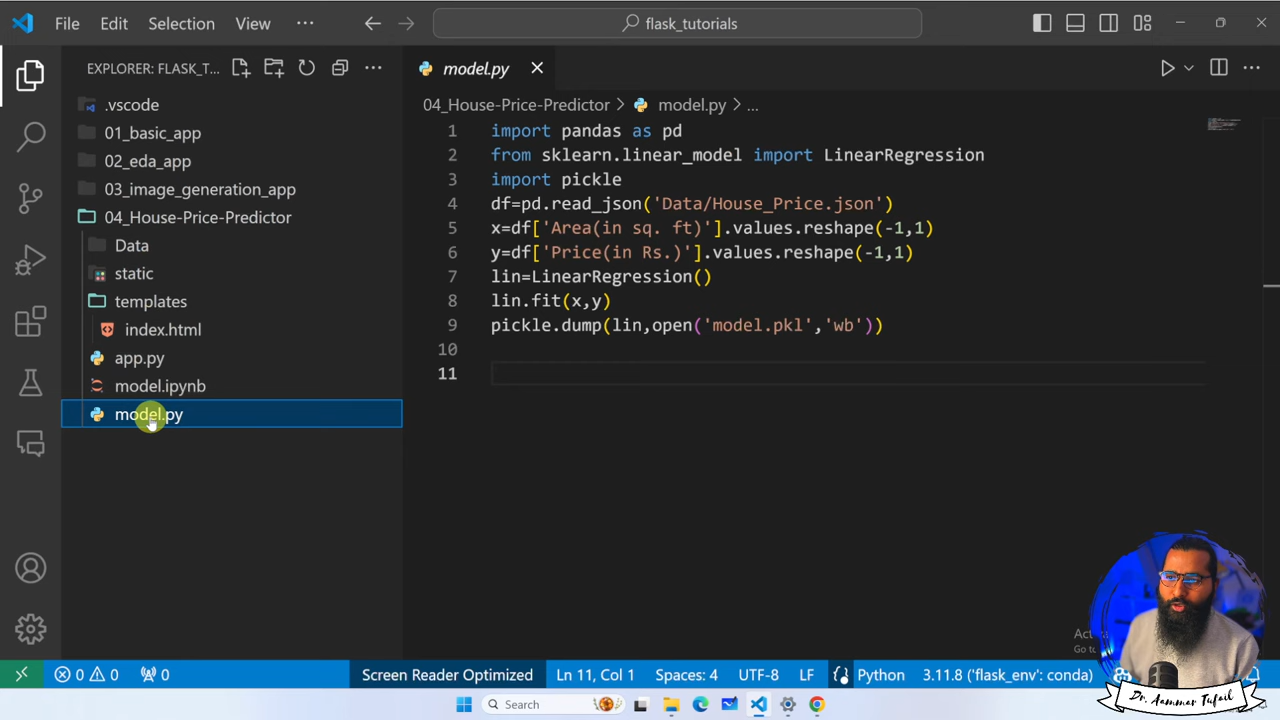 File Edit Selection View ··· flask_tutorials
EXPLORER: FLASK_T...
model.py
.vscode
04_House-Price-Predictor > model.py > ...
01_basic_app
02_eda_app
03_image_generation_app
04_House-Price-Predictor
Data
static
templates
index.html
app.py
model.ipynb
model.py
1 import pandas as pd
2 from sklearn.linear_model import LinearRegression
3 import pickle
4 df=pd.read_json('Data/House_Price.json')
5 x=df['Area(in sq. ft)'].values.reshape(-1,1)
6 y=df['Price(in Rs.)'].values.reshape(-1,1)
7 lin=LinearRegression()
8 lin.fit(x,y)
9 pickle.dump(lin,open('model.pkl','wb'))
10
11
0 0 0 Screen Reader Optimized Ln 11, Col 1 Spaces: 4 UTF-8 LF Python 3.11.8 ('flask_env': conda)
Search
Dr. Aammar Tufail